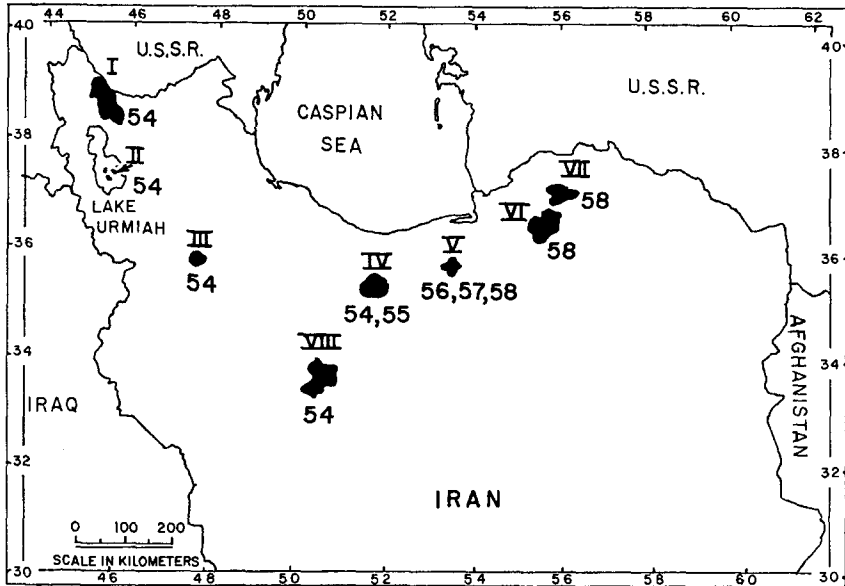 44 46 48 50 52 54 56 58 60 62
40
40
U.S.S.R.
U.S.S.R.
I
54
CASPIAN
SEA
38
38
II
54
VII
58
LAKE
URMIAH
VI
58
III
54
36
36
IV
54,55
V
56,57,58
VIII
54
34
34
AFGHANISTAN
IRAQ
32
32
IRAN
0 100 200
SCALE IN KILOMETERS
30
30
46 48 50 52 54 56 58 60